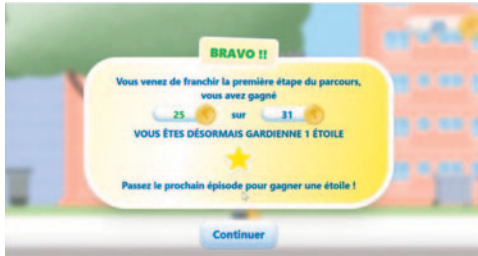 BRAVO !!
Vous venez de franchir la première étape du parcours,
vous avez gagné
25 sur 31
VOUS ÊTES DÉSORMAIS GARDIENNE 1 ÉTOILE
Passez le prochain épisode pour gagner une étoile !
Continuer